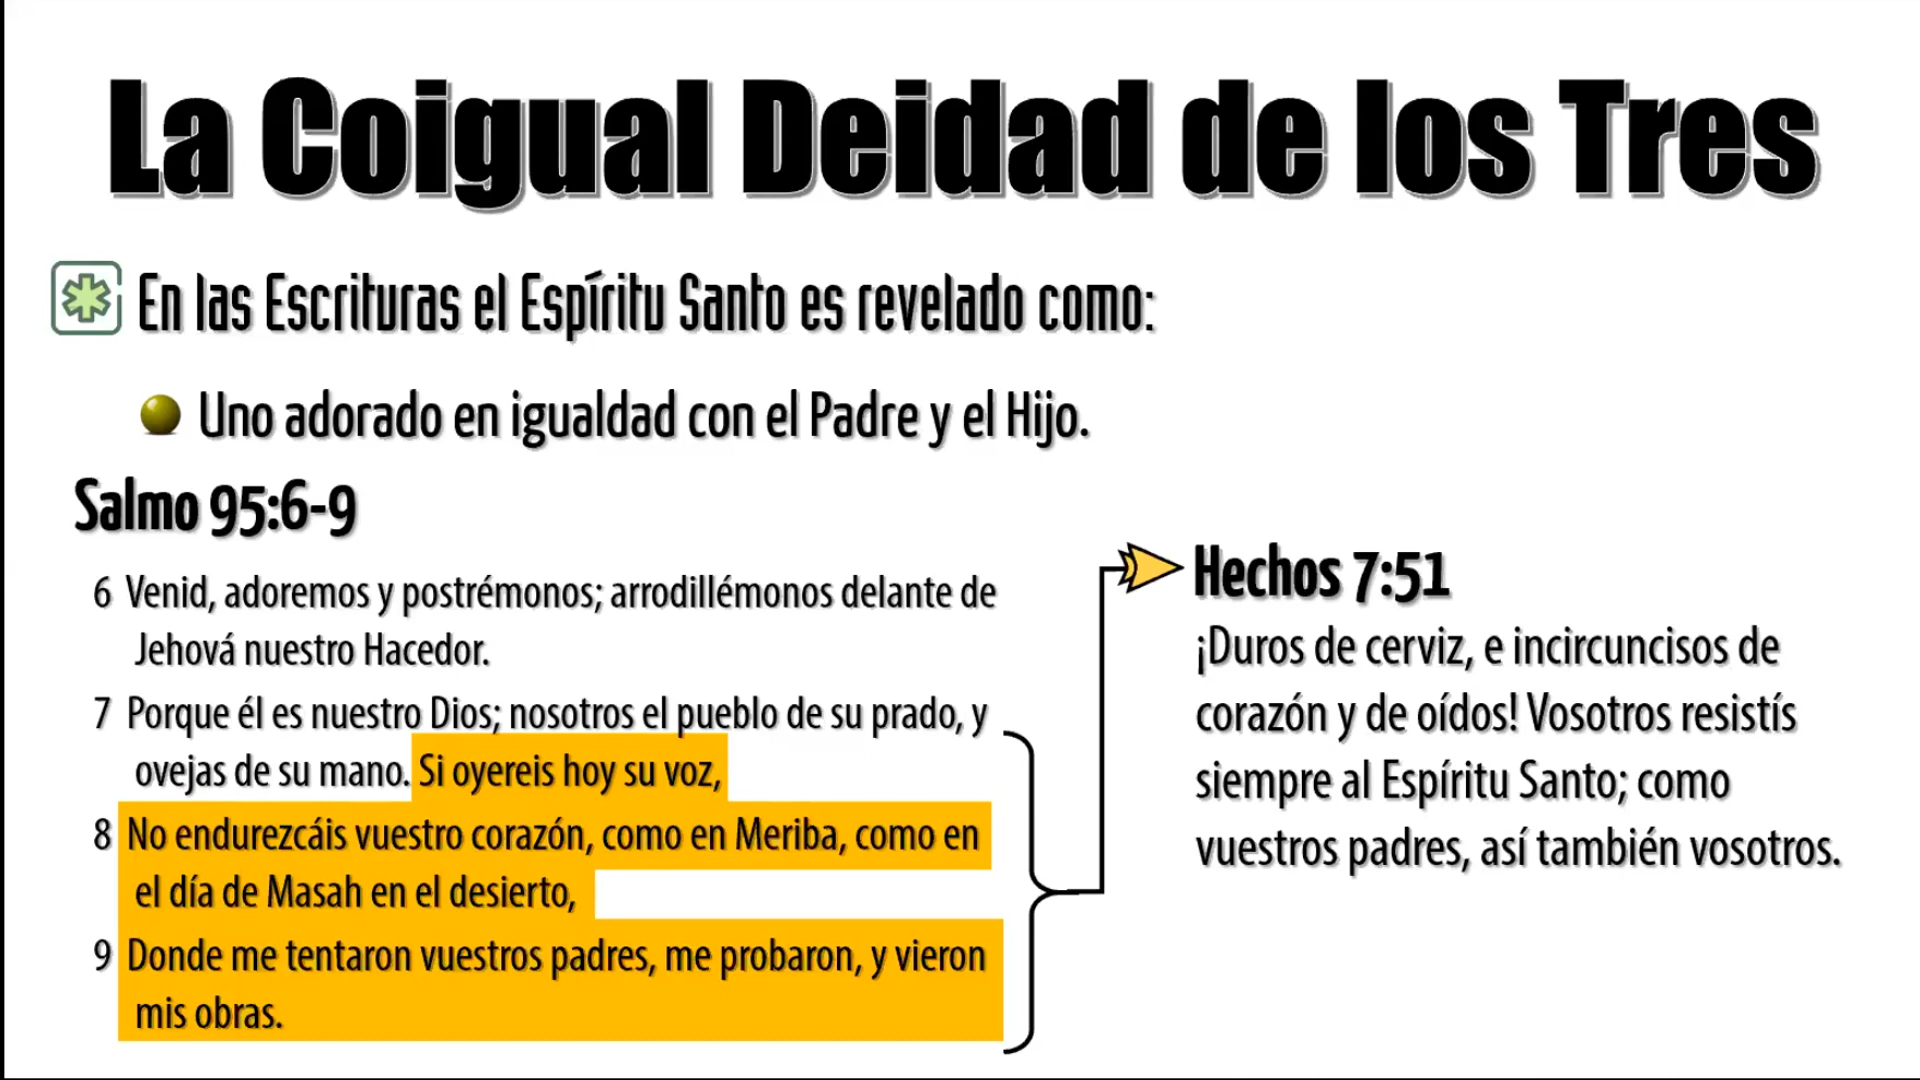 La Coigual Deidad de los Tres
En las Escrituras el Espíritu Santo es revelado como:
Uno adorado en igualdad con el Padre y el Hijo.
Salmo 95:6-9
6 Venid, adoremos y postrémonos; arrodillémonos delante de
Jehová nuestro Hacedor.
7 Porque él es nuestro Dios; nosotros el pueblo de su prado, y
ovejas de su mano. Si oyereis hoy su voz,
8 No endurezcáis vuestro corazón, como en Meriba, como en
el día de Masah en el desierto,
9 Donde me tentaron vuestros padres, me probaron, y vieron
mis obras.
Hechos 7:51
¡Duros de cerviz, e incircuncisos de
corazón y de oídos! Vosotros resistís
siempre al Espíritu Santo; como
vuestros padres, así también vosotros.